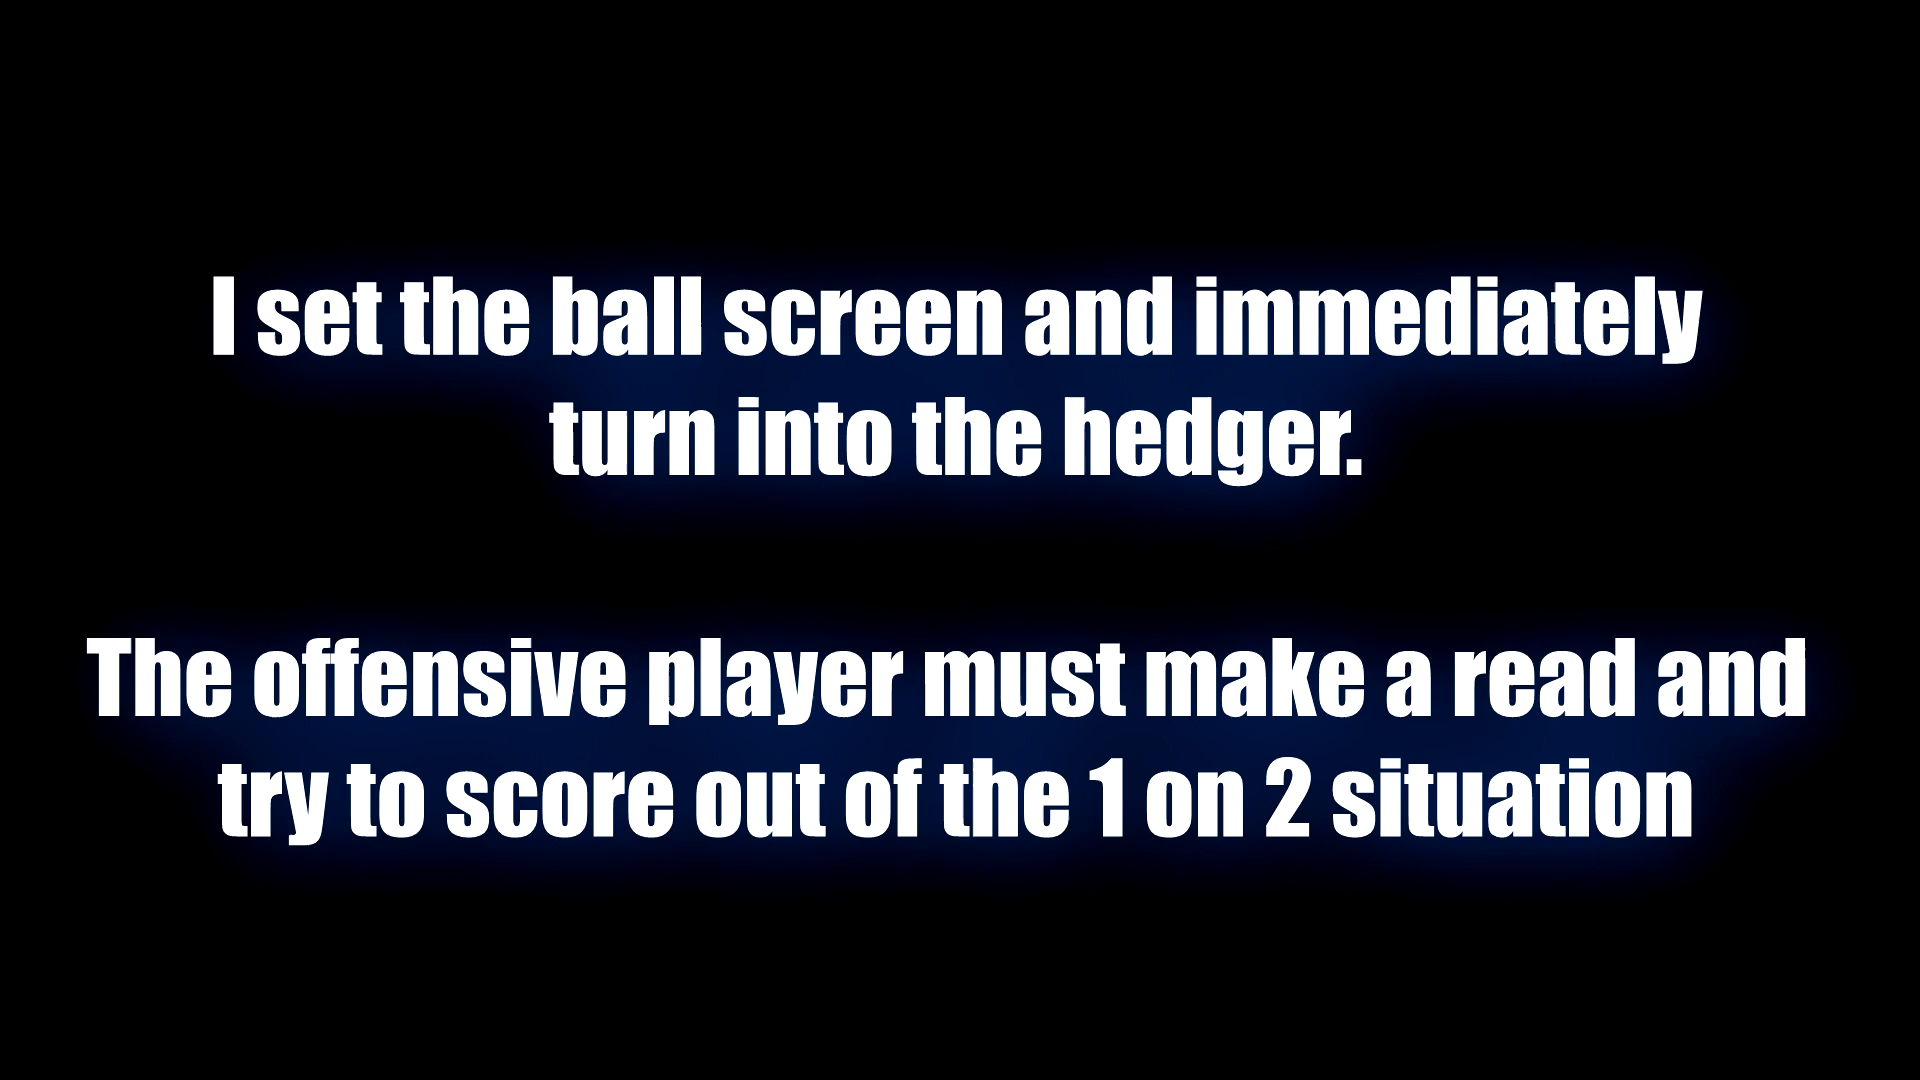 I set the ball screen and immediately
turn into the hedger.
The offensive player must make a read and
try to score out of the 1 on 2 situation